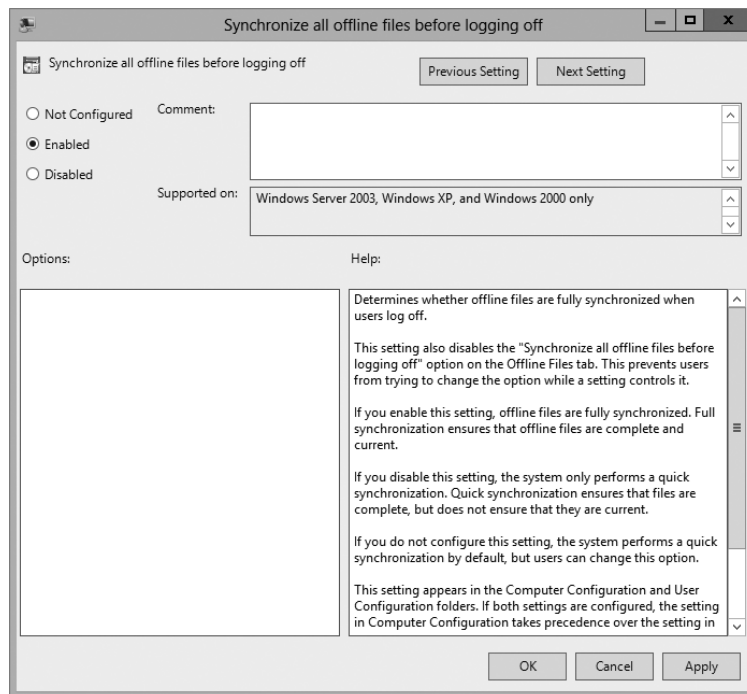 Synchronize all offline files before logging off
Synchronize all offline files before logging off
Previous Setting
Next Setting
Not Configured
Enabled
Disabled
Comment:
Supported on:
Windows Server 2003, Windows XP, and Windows 2000 only
Options:
Help:
Determines whether offline files are fully synchronized when
users log off.
This setting also disables the "Synchronize all offline files before
logging off" option on the Offline Files tab. This prevents users
from trying to change the option while a setting controls it.
If you enable this setting, offline files are fully synchronized. Full
synchronization ensures that offline files are complete and
current.
If you disable this setting, the system only performs a quick
synchronization. Quick synchronization ensures that files are
complete, but does not ensure that they are current.
If you do not configure this setting, the system performs a quick
synchronization by default, but users can change this option.
This setting appears in the Computer Configuration and User
Configuration folders. If both settings are configured, the setting
in Computer Configuration takes precedence over the setting in
OK
Cancel
Apply